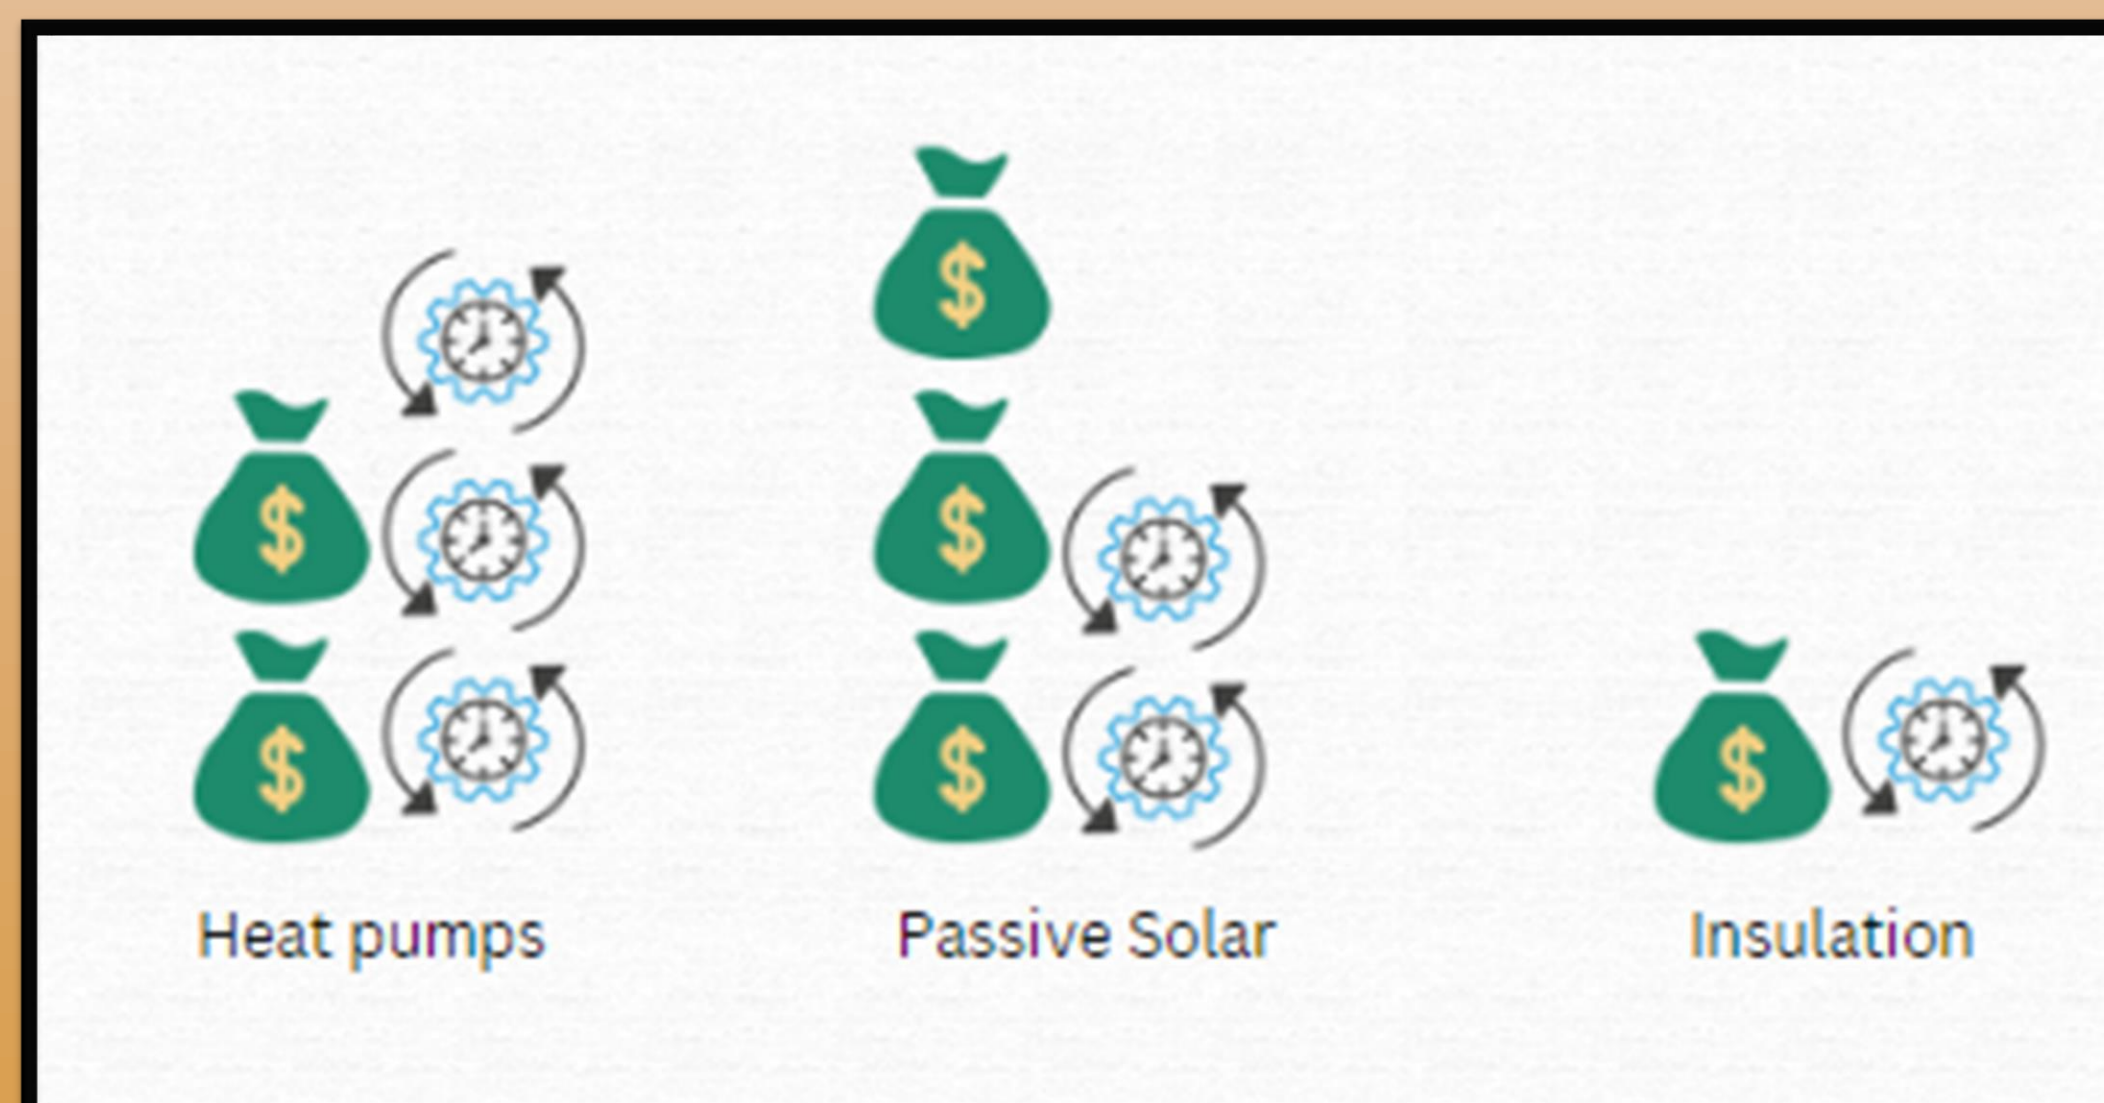 $
$
$
$
$
$
Heat pumps
Passive Solar
Insulation